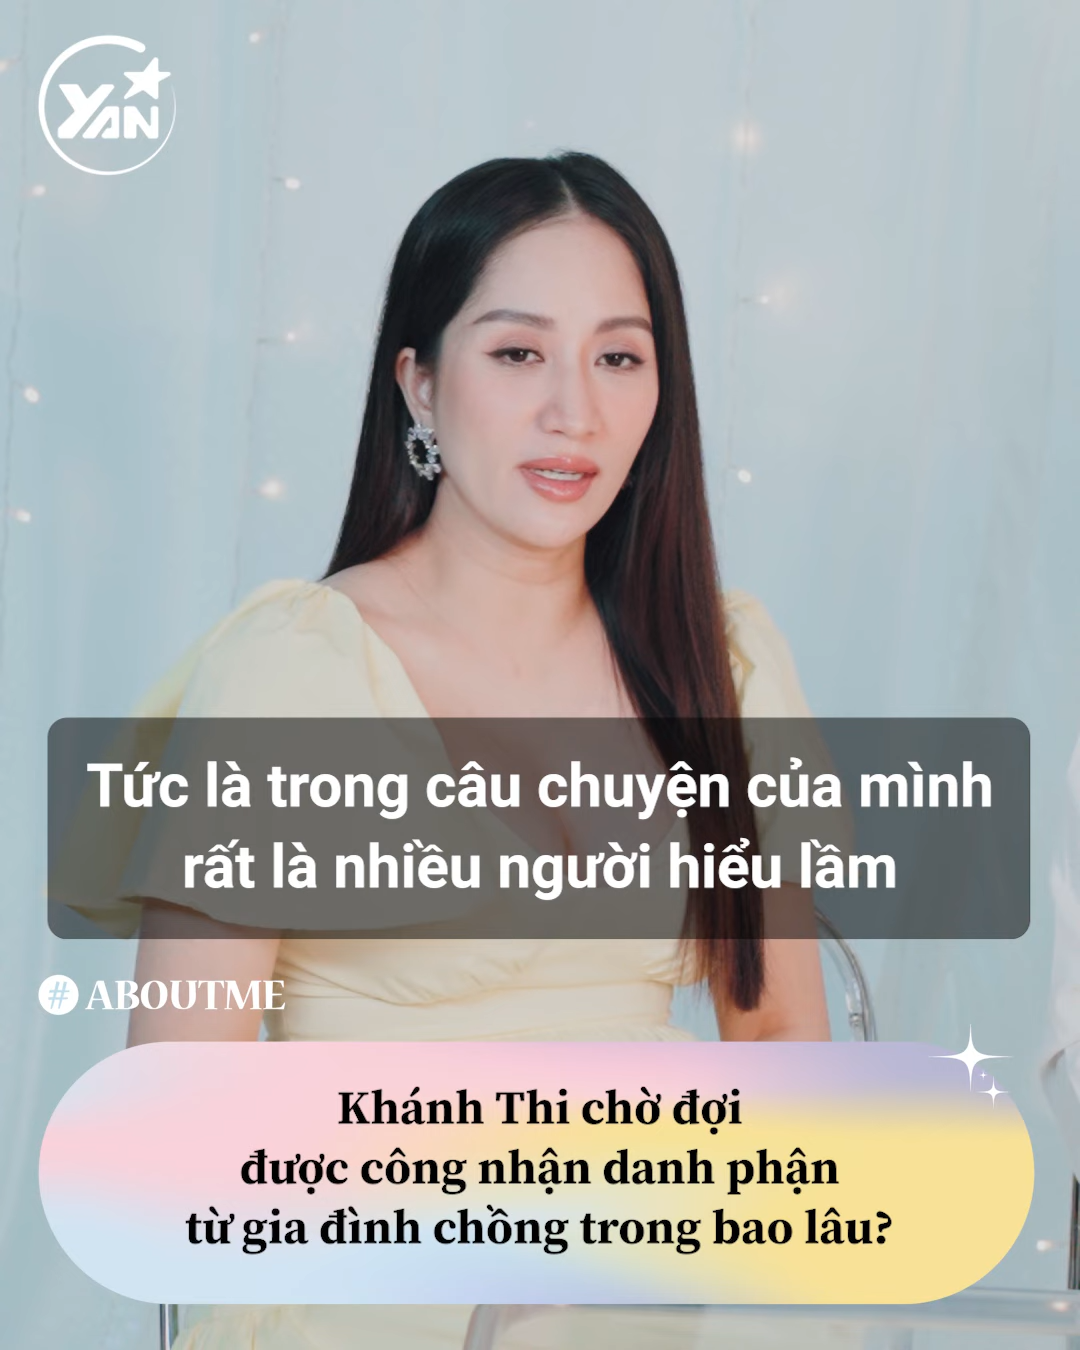 YAN
Tức là trong câu chuyện của mình
rất là nhiều người hiểu lầm
# ABOUTME
Khánh Thi chờ đợi
được công nhận danh phận
từ gia đình chồng trong bao lâu?